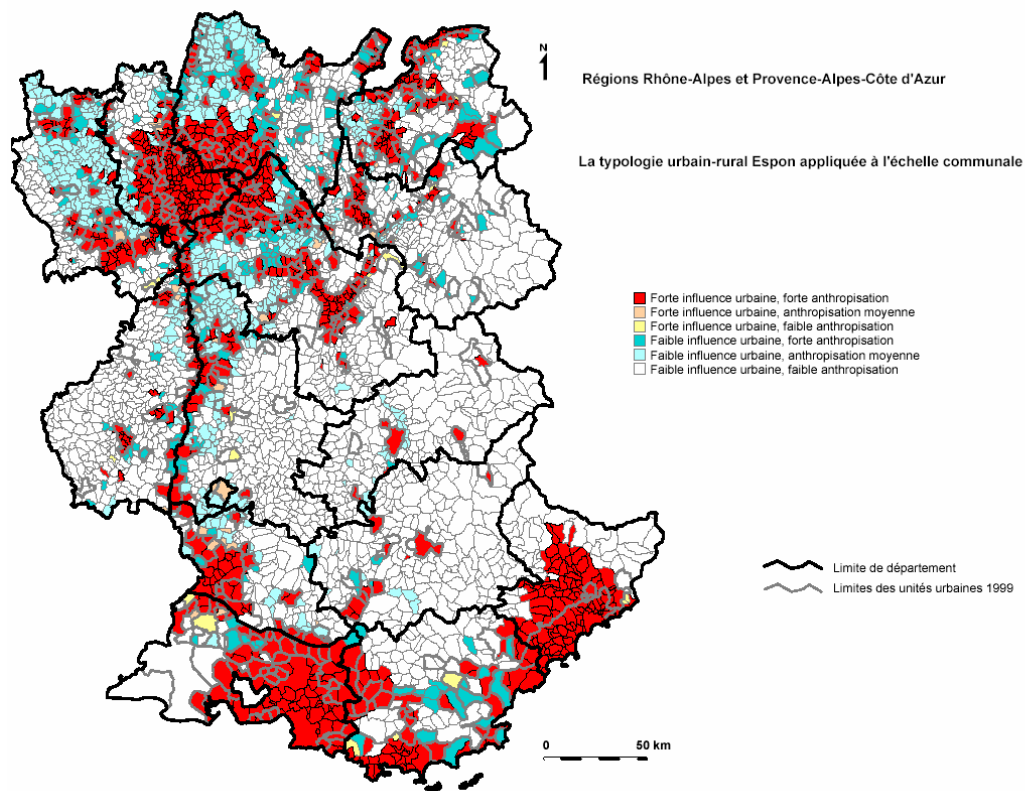 N
Régions Rhône-Alpes et Provence-Alpes-Côte d'Azur
La typologie urbain-rural Espon appliquée à l'échelle communale
Forte influence urbaine, forte anthropisation
Forte influence urbaine, anthropisation moyenne
Forte influence urbaine, faible anthropisation
Faible influence urbaine, forte anthropisation
Faible influence urbaine, anthropisation moyenne
Faible influence urbaine, faible anthropisation
Limite de département
Limites des unités urbaines 1999
0 50 km